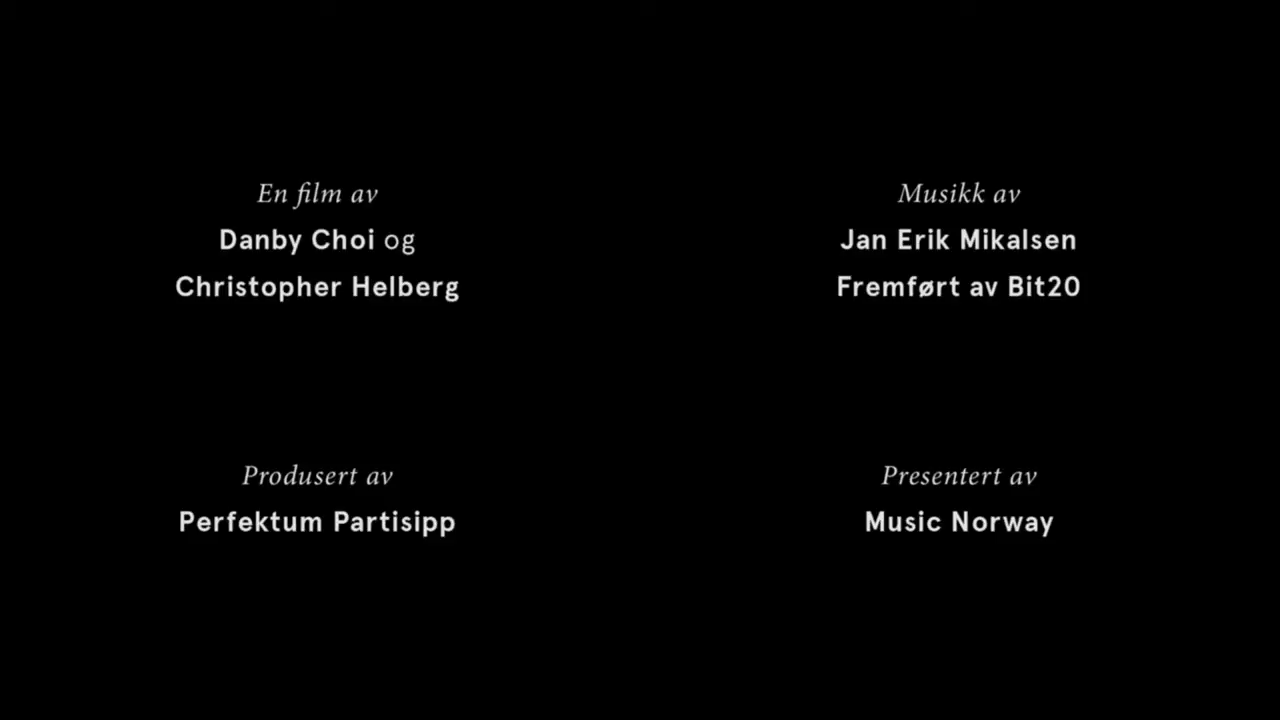 En film av
Danby Choi og
Christopher Helberg
Musikk av
Jan Erik Mikalsen
Fremført av Bit20
Produsert av
Perfektum Partisipp
Presentert av
Music Norway